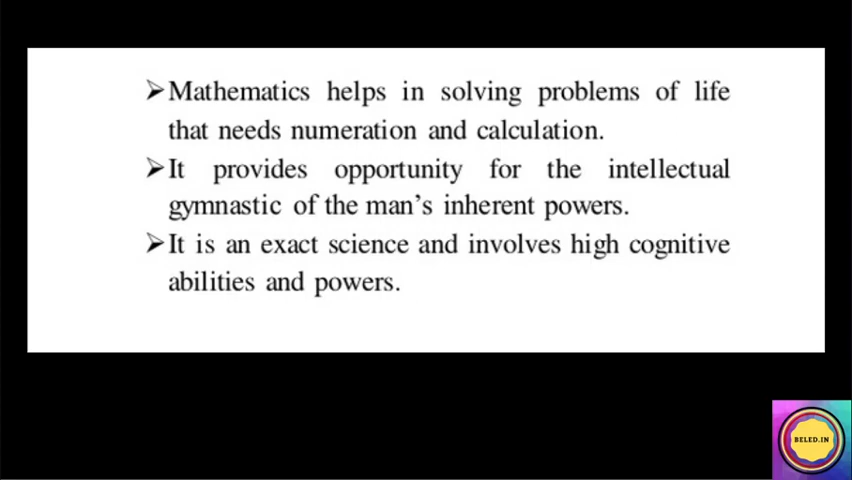 ➢Mathematics helps in solving problems of life
that needs numeration and calculation.
➢It provides opportunity for the intellectual
gymnastic of the man's inherent powers.
➢It is an exact science and involves high cognitive
abilities and powers.
BELED.IN